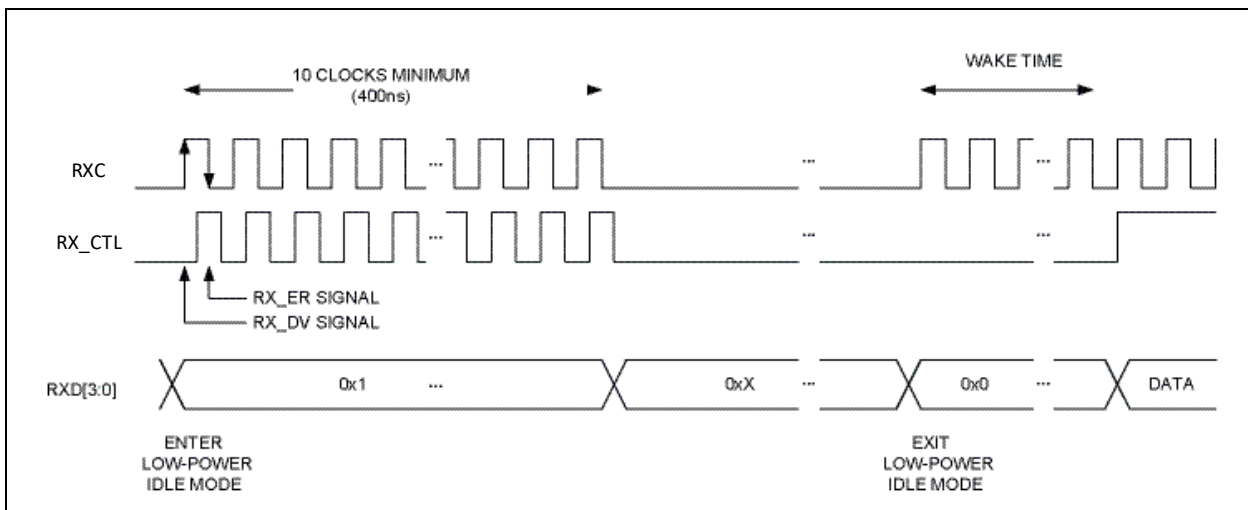 10 CLOCKS MINIMUM
(400ns)
WAKE TIME
RXC
...
...
...
RX_CTL
...
...
...
RX_ER SIGNAL
RX_DV SIGNAL
RXD[3:0]
0x1
...
0xX
...
0x0
...
DATA
ENTER
LOW-POWER
IDLE MODE
EXIT
LOW-POWER
IDLE MODE